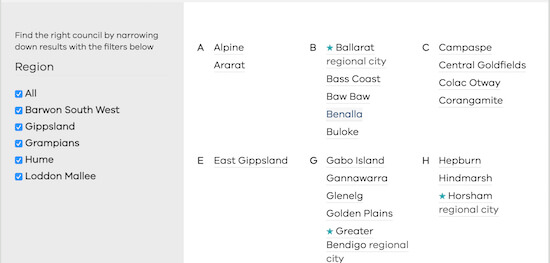 Find the right council by narrowing
down results with the filters below
Region
All
Barwon South West
Gippsland
Grampians
Hume
Loddon Mallee
A Alpine
Ararat
B ★ Ballarat
regional city
Bass Coast
Baw Baw
Benalla
Buloke
C Campaspe
Central Goldfields
Colac Otway
Corangamite
E East Gippsland
G Gabo Island
Gannawarra
Glenelg
Golden Plains
★ Greater
Bendigo regional
city
H Hepburn
Hindmarsh
★ Horsham
regional city